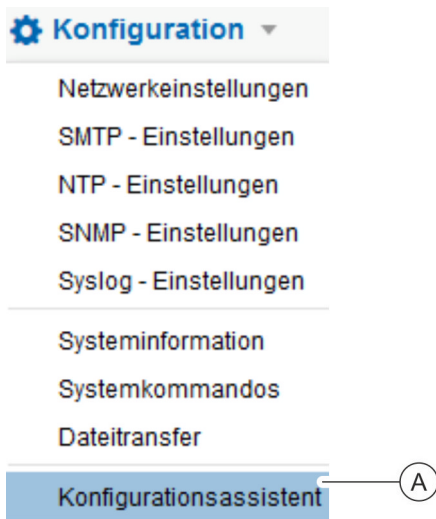 Konfiguration
Netzwerkeinstellungen
SMTP - Einstellungen
NTP - Einstellungen
SNMP - Einstellungen
Syslog - Einstellungen
Systeminformation
Systemkommandos
Dateitransfer
Konfigurationsassistent
A